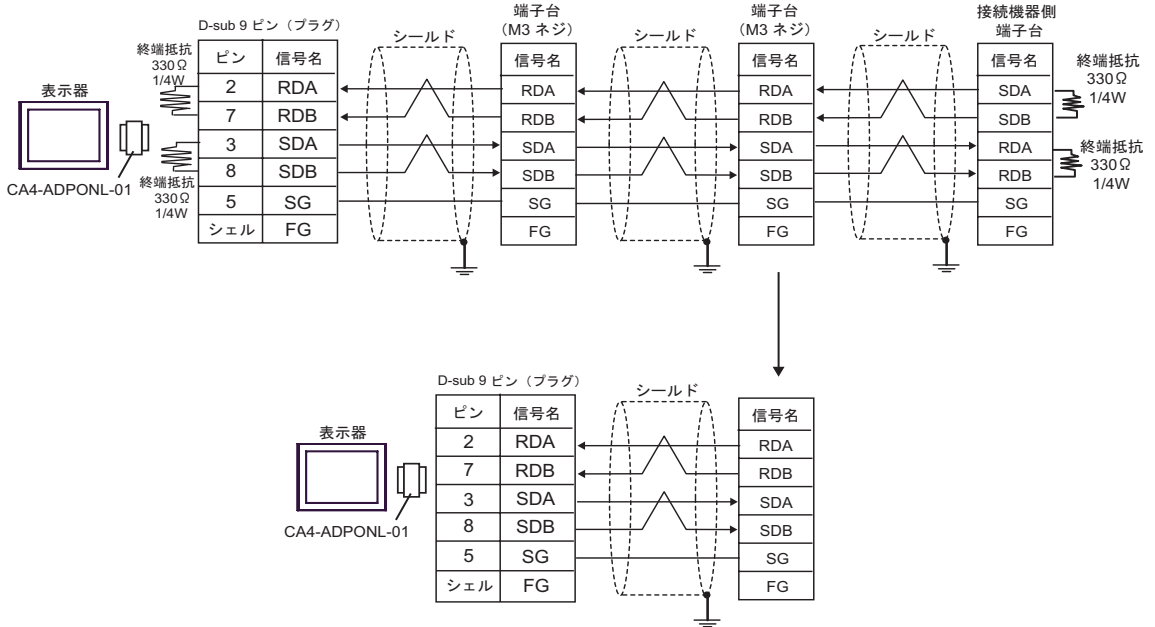 D-sub 9 ピン（プラグ）
端子台
（M3 ネジ）
端子台
（M3 ネジ）
接続機器側
端子台
シールド
シールド
シールド
終端抵抗
330Ω
1/4W
終端抵抗
330Ω
1/4W
表示器
CA4-ADPONL-01
ピン 信号名
2 RDA
7 RDB
3 SDA
8 SDB
5 SG
シェル FG
信号名
RDA
RDB
SDA
SDB
SG
FG
信号名
RDA
RDB
SDA
SDB
SG
FG
信号名
SDA
SDB
RDA
RDB
SG
FG
終端抵抗
330Ω
1/4W
終端抵抗
330Ω
1/4W
D-sub 9 ピン（プラグ）
シールド
表示器
CA4-ADPONL-01
ピン 信号名
2 RDA
7 RDB
3 SDA
8 SDB
5 SG
シェル FG
信号名
RDA
RDB
SDA
SDB
SG
FG